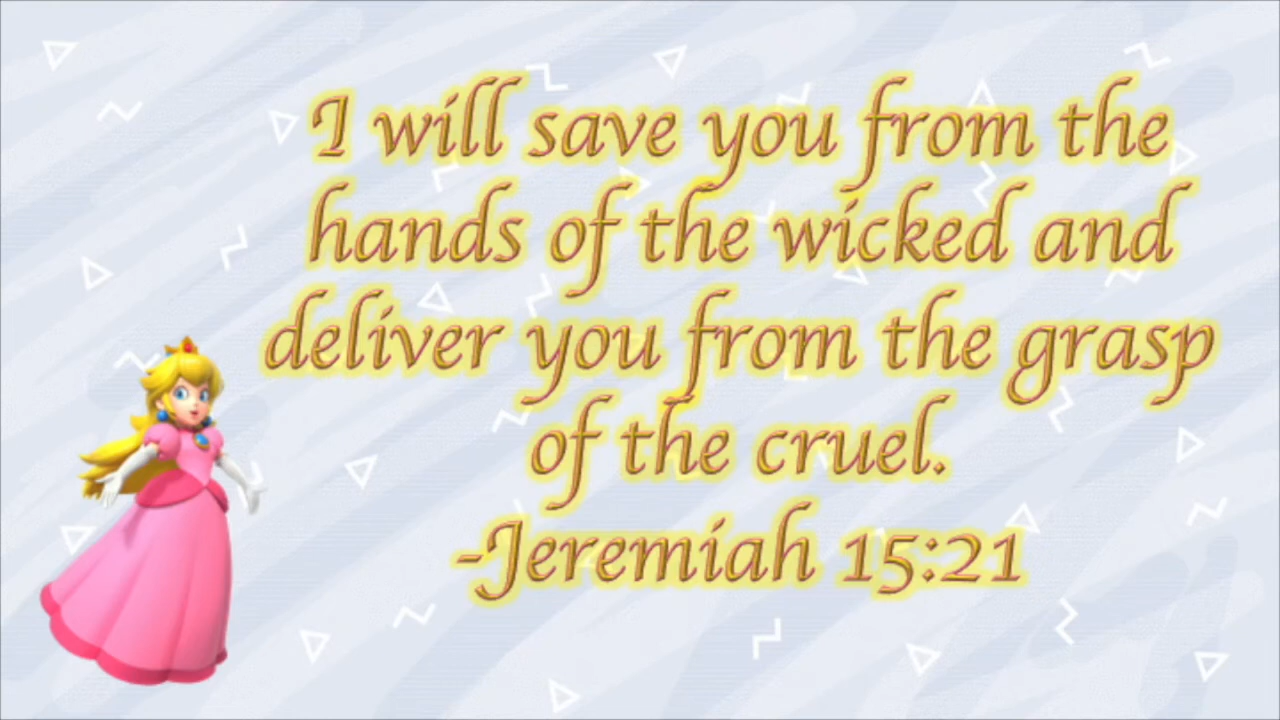 I will save you from the
hands of the wicked and
deliver you from the grasp
of the cruel.
-Jeremiah 15:21